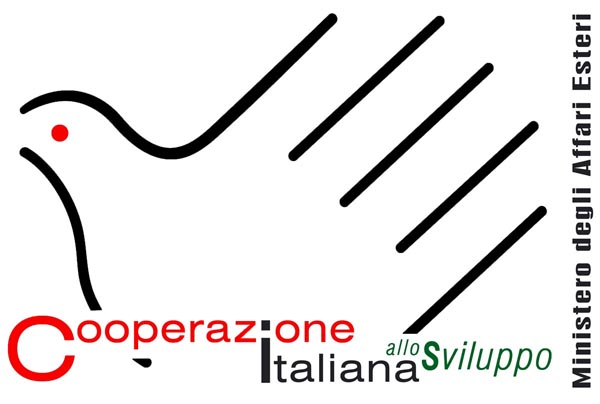 Cooperazione
Italiana allo Sviluppo
Ministero degli Affari Esteri